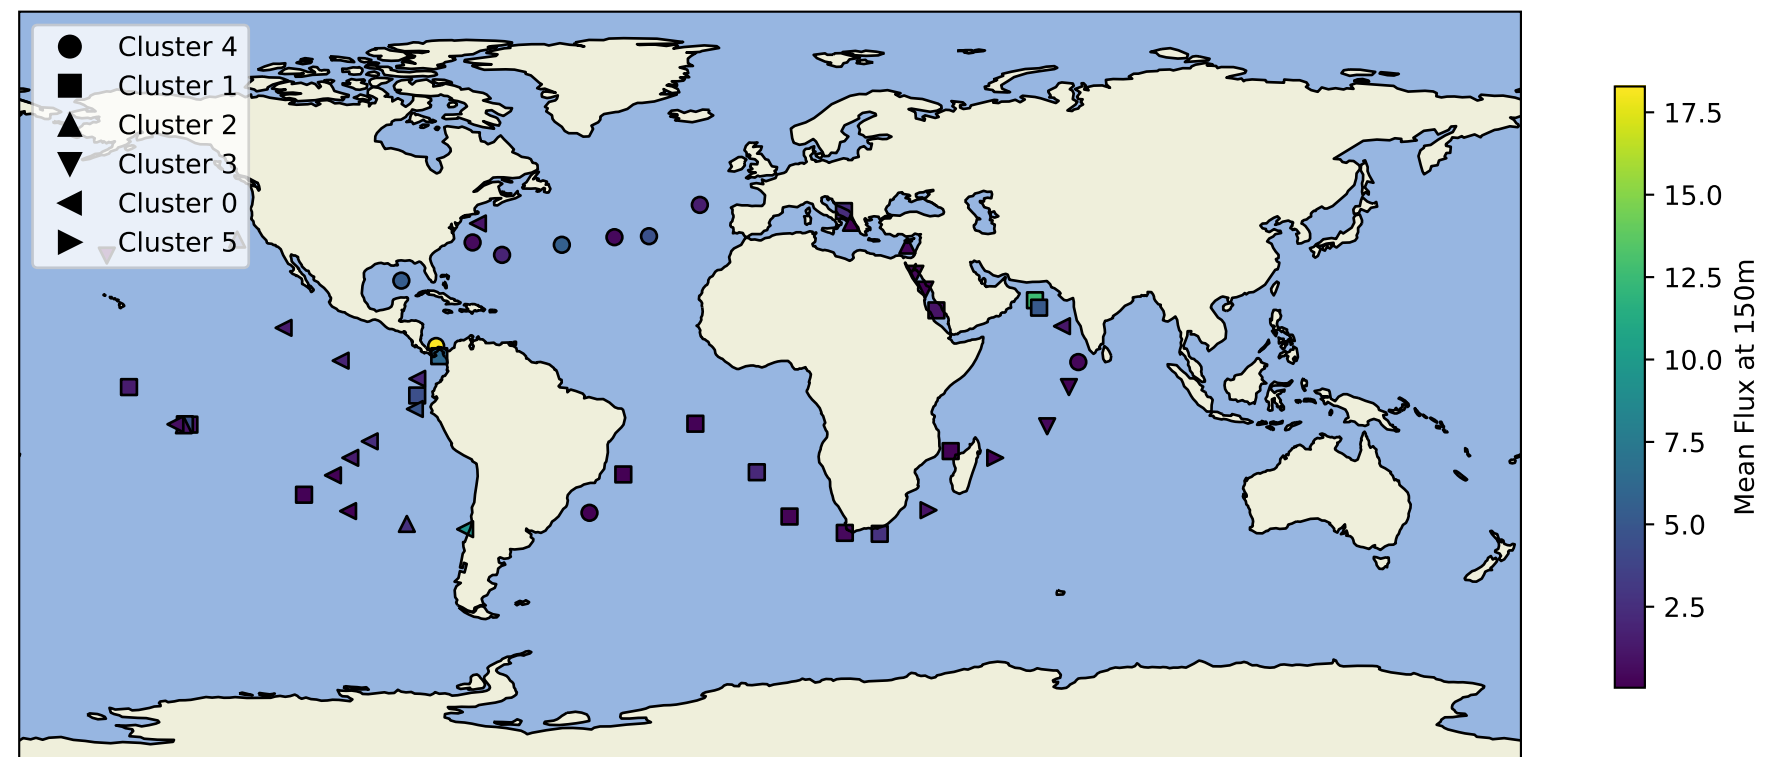 Cluster 4
Cluster 1
Cluster 2
Cluster 3
Cluster 0
Cluster 5
17.5
15.0
12.5
10.0
7.5
5.0
2.5
Mean Flux at 150m